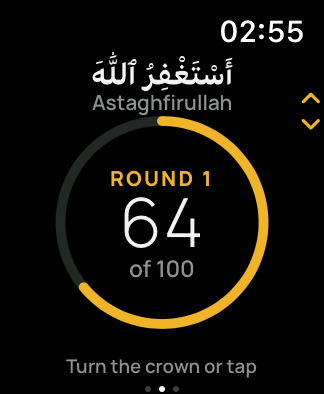 02:55
أَسْتَغْفِرُ ٱللَّهَ
Astaghfirullah
ROUND 1
64
of 100
Turn the crown or tap